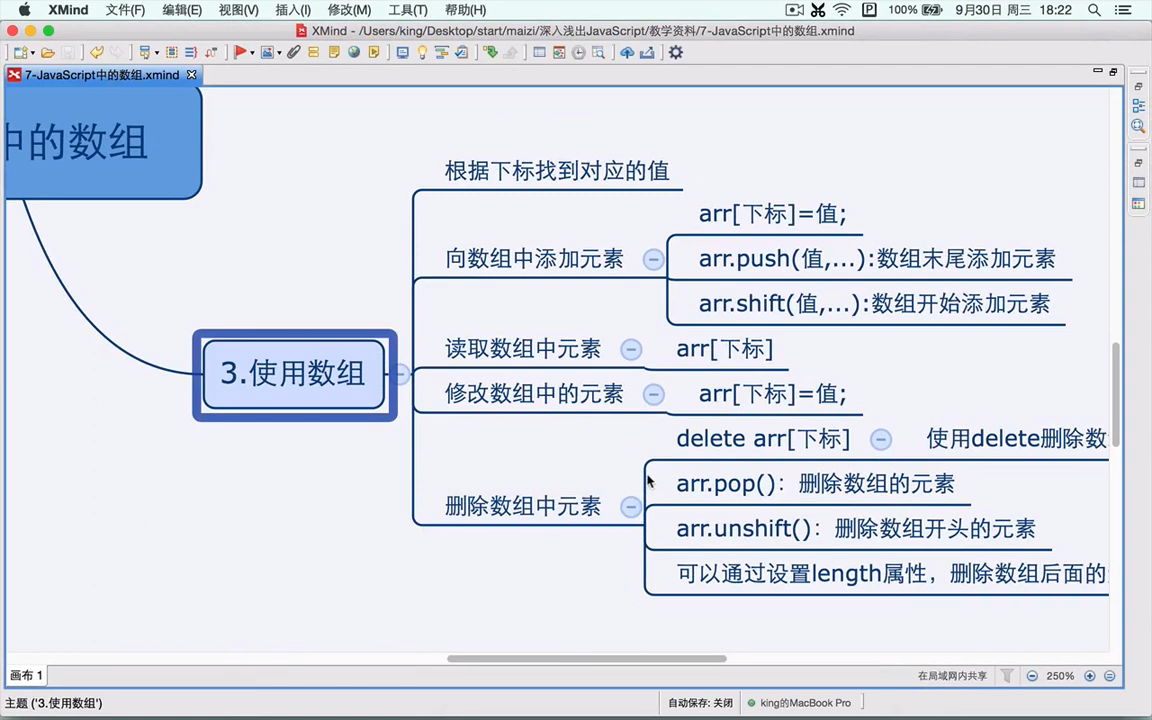 XMind 文件(F) 编辑(E) 视图(V) 插入(I) 修改(M) 工具(T) 帮助(H) 100% 9月30日 周三 18:22
XMind - /Users/king/Desktop/start/maizi/深入浅出JavaScript/教学资料/7-JavaScript中的数组.xmind
7-JavaScript中的数组.xmind
中的数组
根据下标找到对应的值
arr[下标]=值;
向数组中添加元素
arr.push(值,...):数组末尾添加元素
arr.shift(值,...):数组开始添加元素
3.使用数组
读取数组中元素
arr[下标]
修改数组中的元素
arr[下标]=值;
delete arr[下标]
使用delete删除数
删除数组中元素
arr.pop()：删除数组的元素
arr.unshift()：删除数组开头的元素
可以通过设置length属性，删除数组后面的
画布 1
在局域网内共享
250%
主题 ('3.使用数组')
自动保存: 关闭
king的MacBook Pro